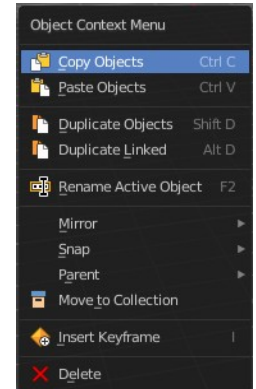 Object Context Menu
Copy Objects Ctrl C
Paste Objects Ctrl V
Duplicate Objects Shift D
Duplicate Linked Alt D
Rename Active Object F2
Mirror
Snap
Parent
Move to Collection
Insert Keyframe I
Delete